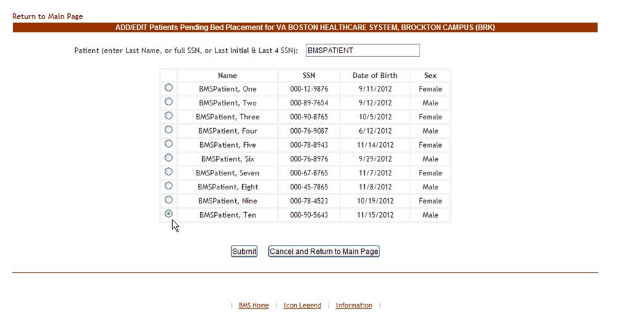 Return to Main Page
ADD/EDIT Patients Pending Bed Placement for VA BOSTON HEALTHCARE SYSTEM, BROCKTON CAMPUS (BRK)
Patient (enter Last Name, or full SSN, or Last Initial & Last 4 SSN): BMSPATIENT
Name SSN Date of Birth Sex
BMSPatient, One 000-12-9876 9/11/2012 Female
BMSPatient, Two 000-89-7654 9/12/2012 Male
BMSPatient, Three 000-90-8765 10/5/2012 Female
BMSPatient, Four 000-76-9087 6/12/2012 Male
BMSPatient, Five 000-78-8943 11/14/2012 Female
BMSPatient, Six 000-76-8976 9/29/2012 Male
BMSPatient, Seven 000-67-8765 11/7/2012 Female
BMSPatient, Eight 000-45-7865 11/8/2012 Male
BMSPatient, Nine 000-78-4523 10/19/2012 Female
BMSPatient, Ten 000-90-5643 11/15/2012 Male
Submit Cancel and Return to Main Page
| BMS Home | Icon Legend | Information |